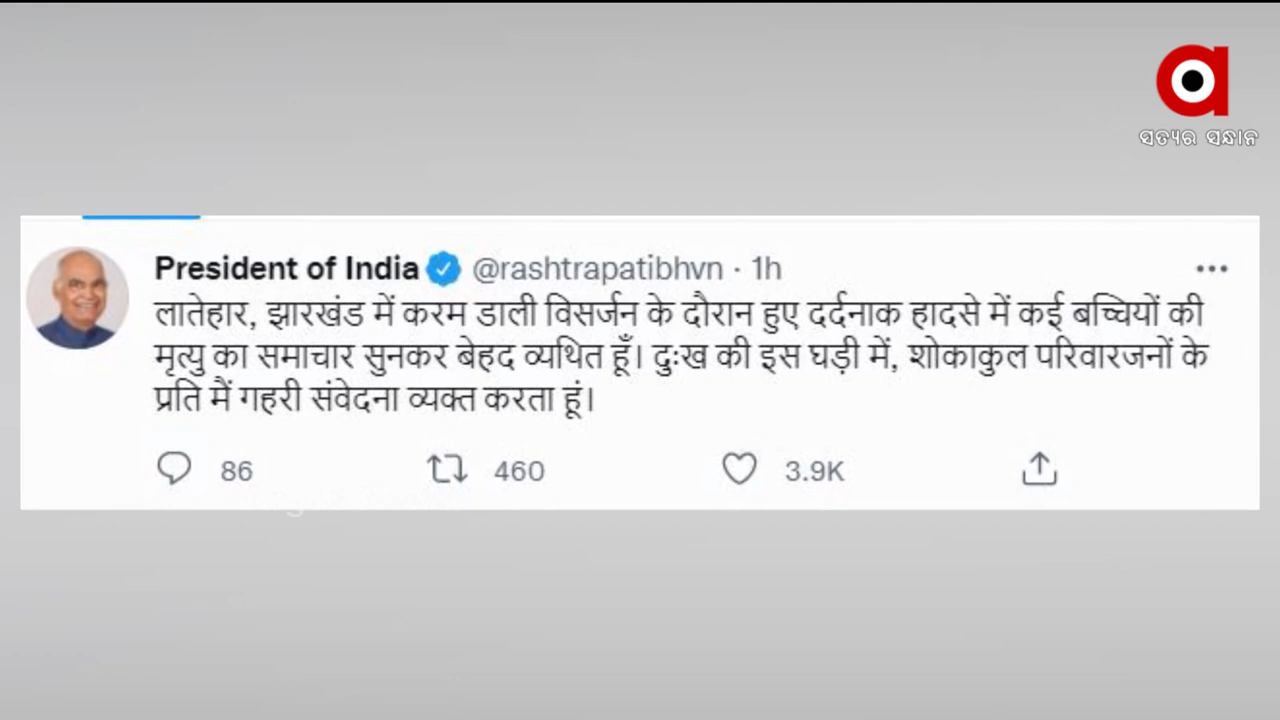 ସତ୍ୟର ସନ୍ଧାନ
President of India @rashtrapatibhvn · 1h
लातेहार, झारखंड में करम डाली विसर्जन के दौरान हुए दर्दनाक हादसे में कई बच्चियों की
मृत्यु का समाचार सुनकर बेहद व्यथित हूँ। दुःख की इस घड़ी में, शोकाकुल परिवारजनों के
प्रति मैं गहरी संवेदना व्यक्त करता हूं।
86 460 3.9K